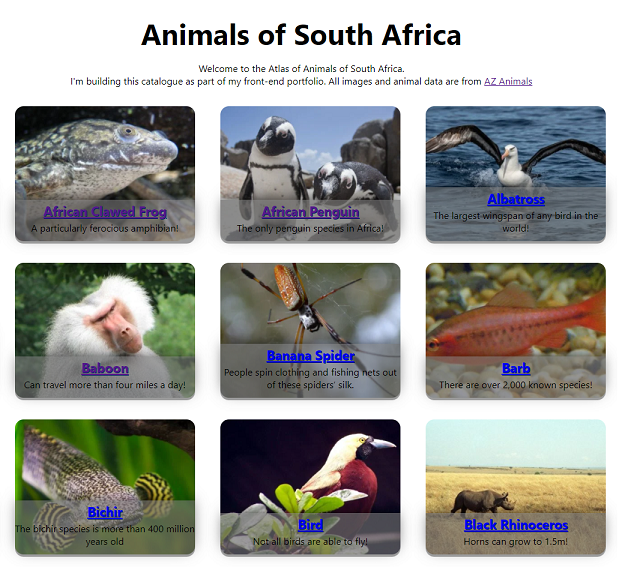 Animals of South Africa
Welcome to the Atlas of Animals of South Africa.
I'm building this catalogue as part of my front-end portfolio. All images and animal data are from AZ Animals
African Clawed Frog
A particularly ferocious amphibian!
African Penguin
The only penguin species in Africa!
Albatross
The largest wingspan of any bird in the
world!
Baboon
Can travel more than four miles a day!
Banana Spider
People spin clothing and fishing nets out
of these spiders' silk.
Barb
There are over 2,000 known species!
Bichir
The bichir species is more than 400 million
years old
Bird
Not all birds are able to fly!
Black Rhinoceros
Horns can grow to 1.5m!